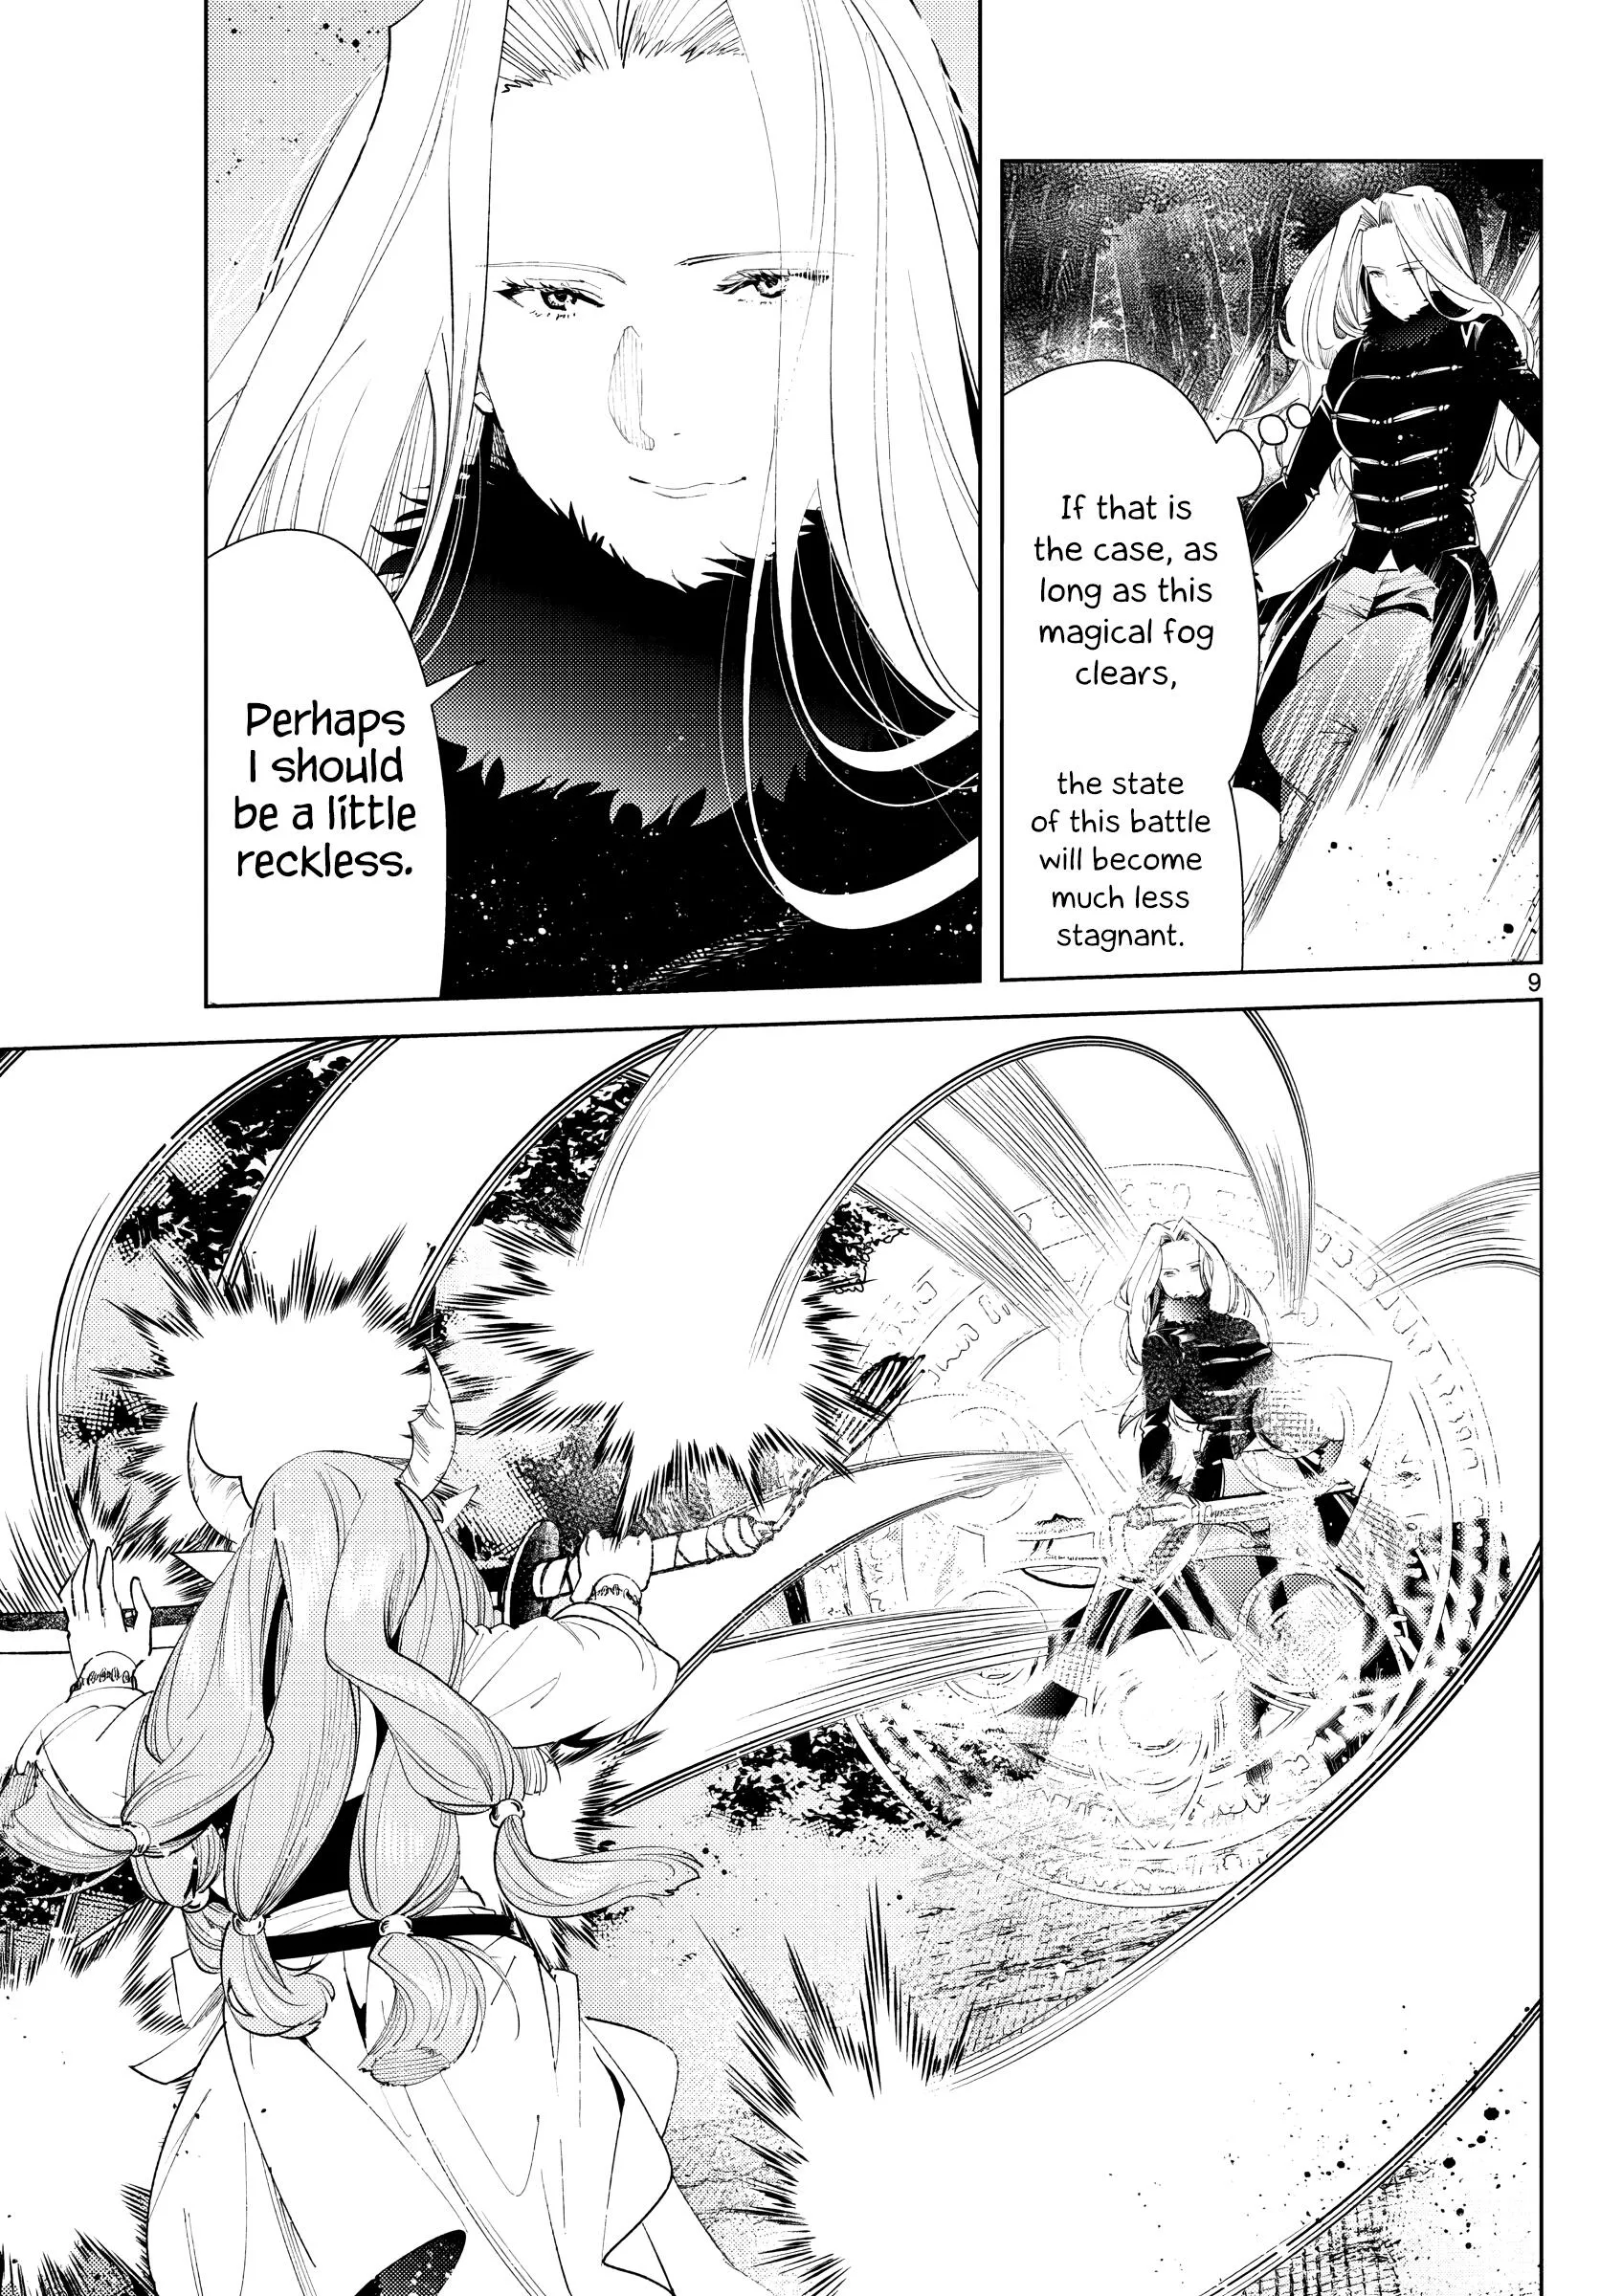 If that is
the case, as
long as this
magical fog
clears,
the state
of this battle
will become
much less
stagnant.
Perhaps
I should
be a little
reckless.
9